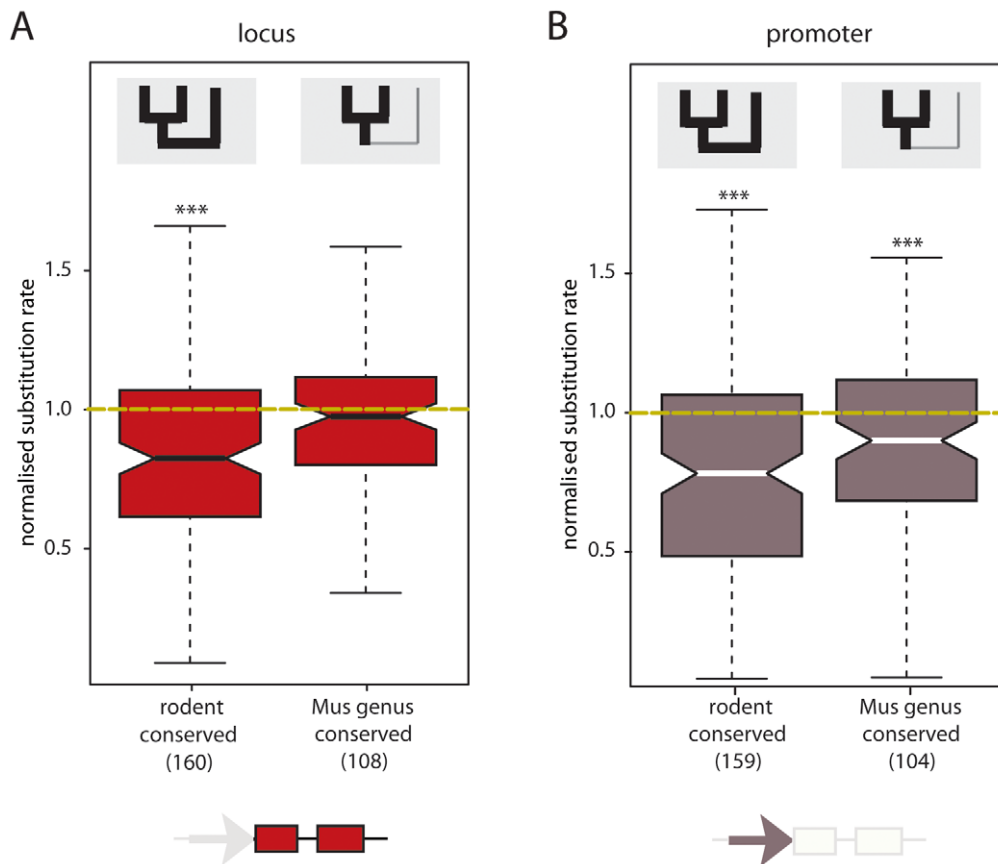 A
locus
***
normalised substitution rate
1.5
1.0
0.5
rodent
conserved
(160)
Mus genus
conserved
(108)
B
promoter
***
***
normalised substitution rate
1.5
1.0
0.5
rodent
conserved
(159)
Mus genus
conserved
(104)